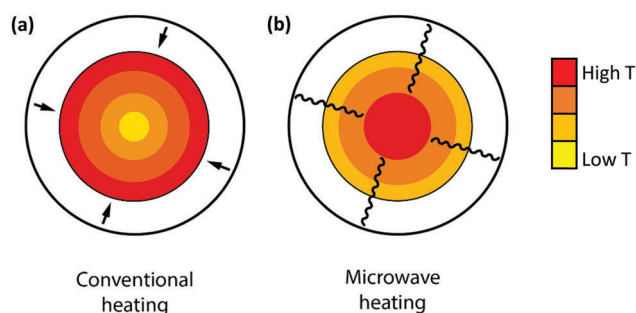 (a)
(b)
High T
Low T
Conventional
heating
Microwave
heating